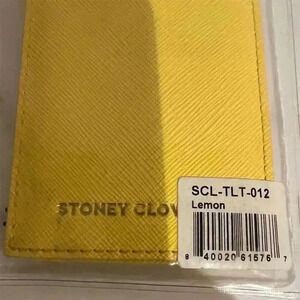 SCL-TLT-012
Lemon
STONEY CLOV
8 40020 61576 7